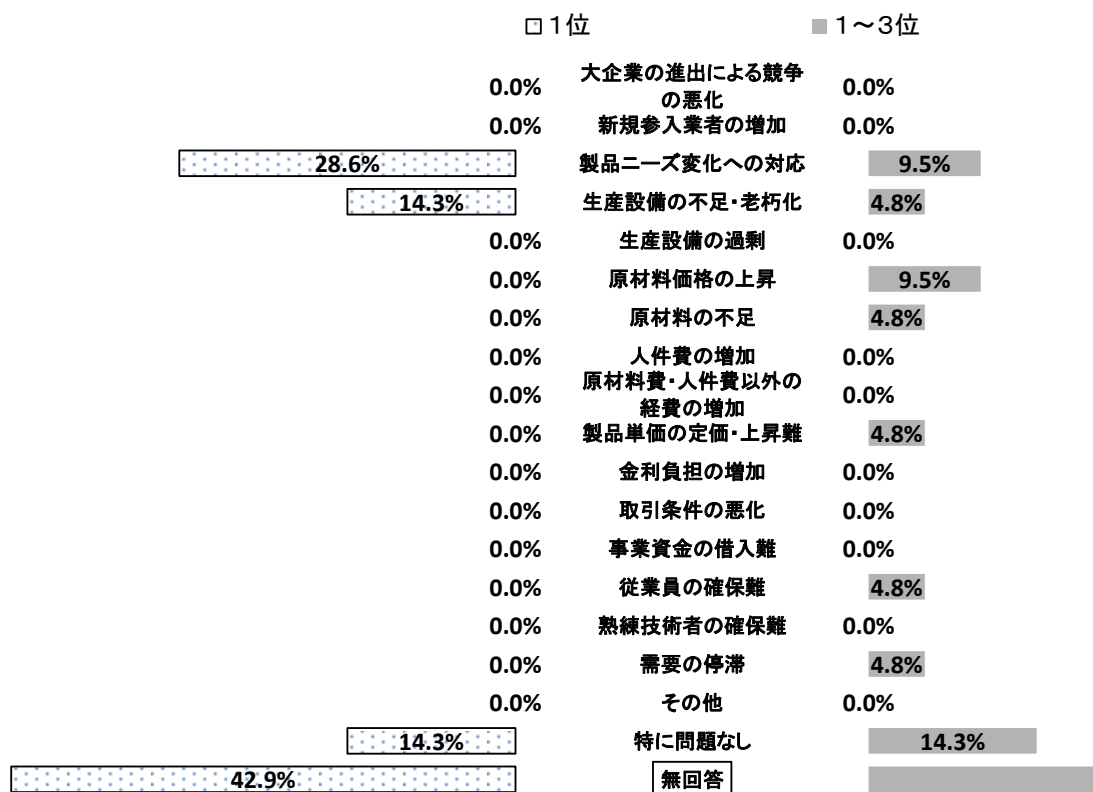 1位 1～3位
0.0% 大企業の進出による競争の悪化 0.0%
0.0% 新規参入業者の増加 0.0%
28.6% 製品ニーズ変化への対応 9.5%
14.3% 生産設備の不足・老朽化 4.8%
0.0% 生産設備の過剰 0.0%
0.0% 原材料価格の上昇 9.5%
0.0% 原材料の不足 4.8%
0.0% 人件費の増加 0.0%
0.0% 原材料費・人件費以外の経費の増加 0.0%
0.0% 製品単価の定価・上昇難 4.8%
0.0% 金利負担の増加 0.0%
0.0% 取引条件の悪化 0.0%
0.0% 事業資金の借入難 0.0%
0.0% 従業員の確保難 4.8%
0.0% 熟練技術者の確保難 0.0%
0.0% 需要の停滞 4.8%
0.0% その他 0.0%
14.3% 特に問題なし 14.3%
42.9% 無回答